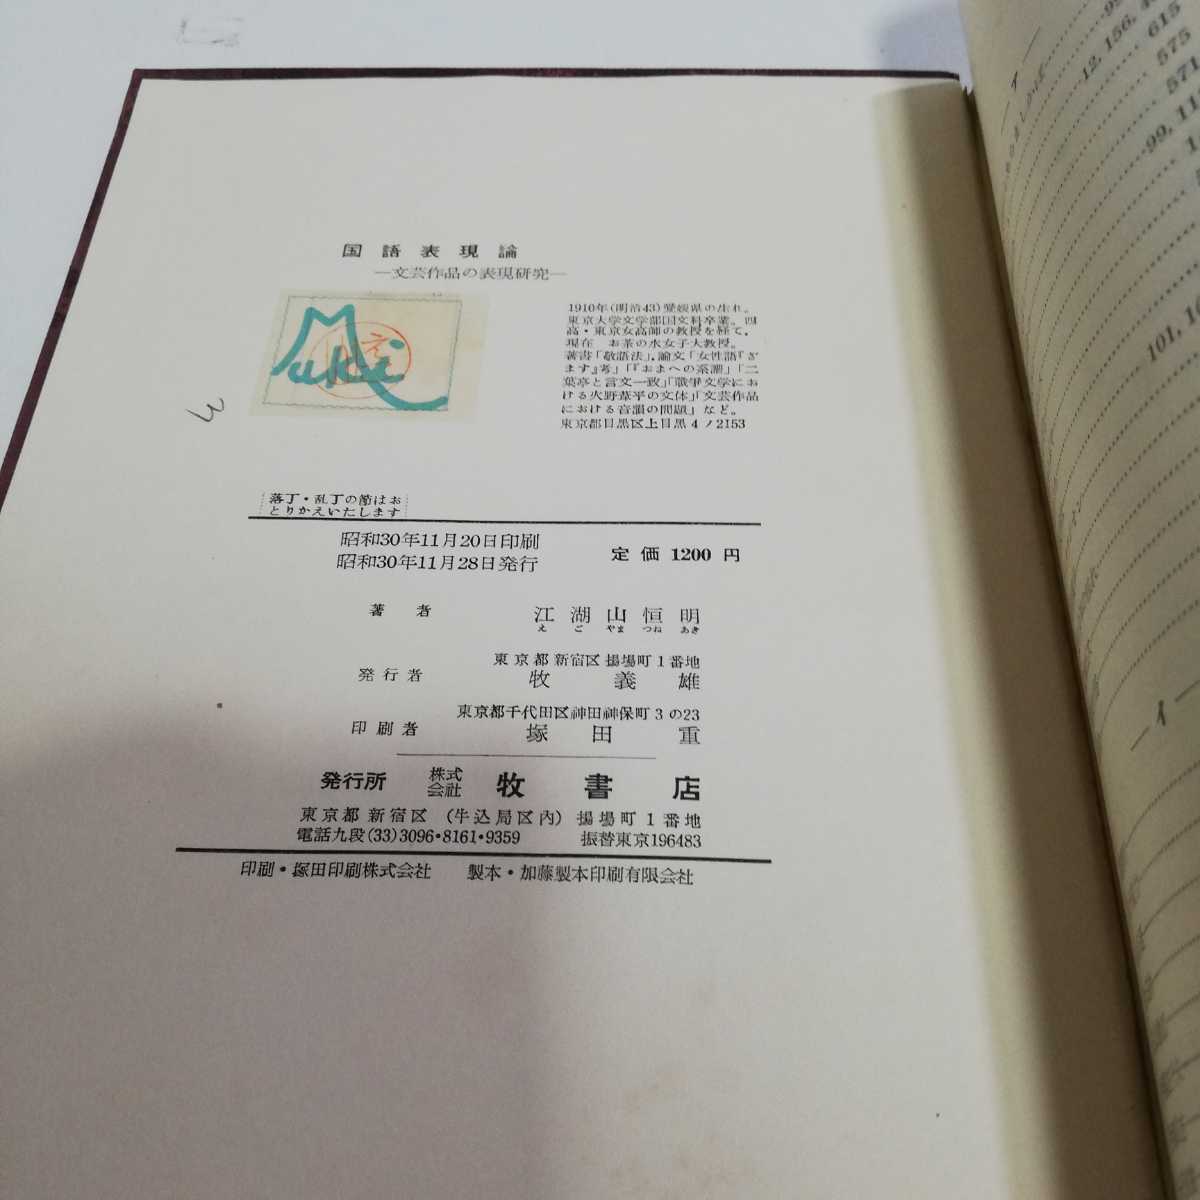 国語表現論
―文芸作品の表現研究―
Maki
1910年(明治43)愛媛県の生れ。
東京大学文学部国文科卒業。四
高・東京女高師の教授を経て,
現在 お茶の水女子大教授。
著書「敬語法」,論文「女性語『ざ
ます』考」「『おまへの系譜」「二
葉亭と言文一致」「戦争文学にお
ける火野葦平の文体」「文芸作品
における音韻の問題」など。
東京都目黒区上目黒4ノ2153
落丁・乱丁の節はお
とりかえいたします
昭和30年11月20日印刷
昭和30年11月28日発行
定価 1200円
著者 江湖山恒明
え ご やま つね あき
東京都新宿区揚場町1番地
発行者 牧義雄
東京都千代田区神田神保町3の23
印刷者 塚田重
発行所 株式会社 牧書店
東京都新宿区(牛込局区内)揚場町1番地
電話九段(33)3096・8161・9359 振替東京196483
印刷・塚田印刷株式会社 製本・加藤製本印刷有限会社
―ア―
615
575
571
―イ―